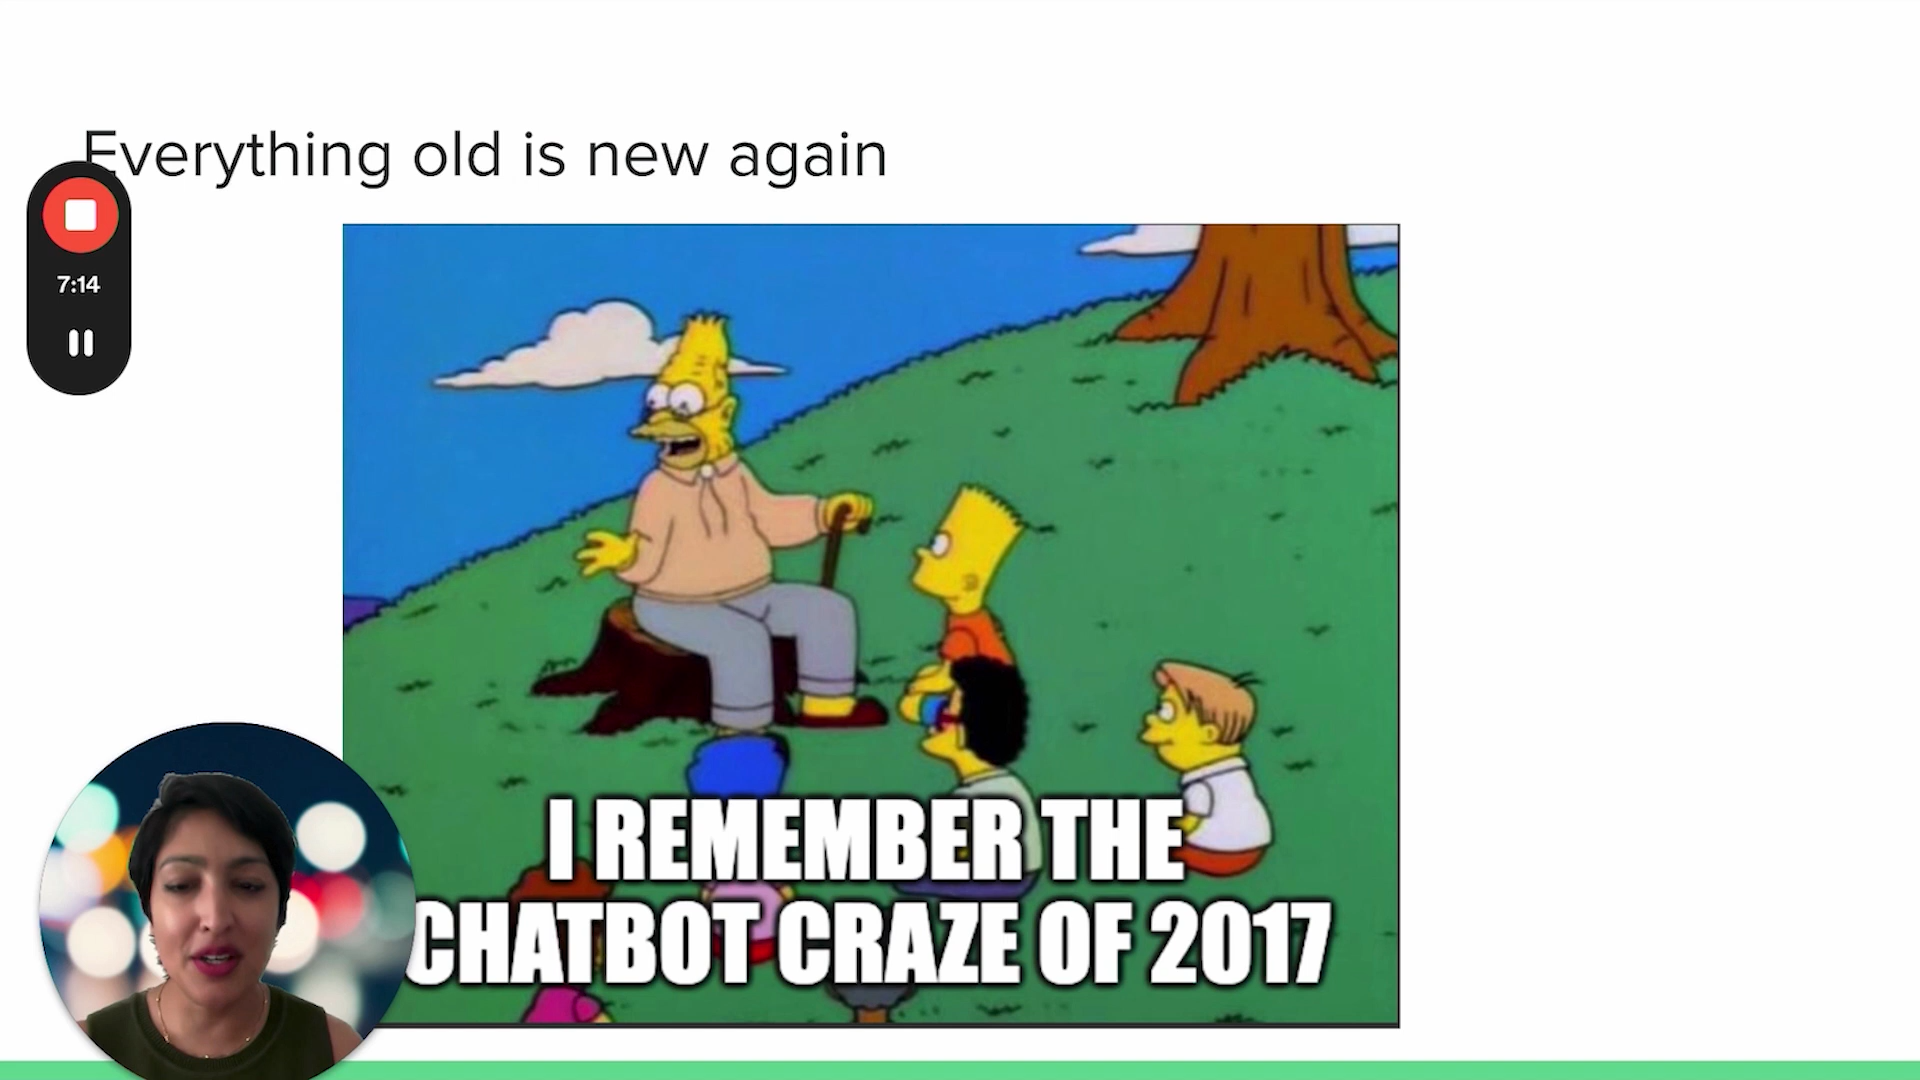 Everything old is new again
7:14
I REMEMBER THE
CHATBOT CRAZE OF 2017